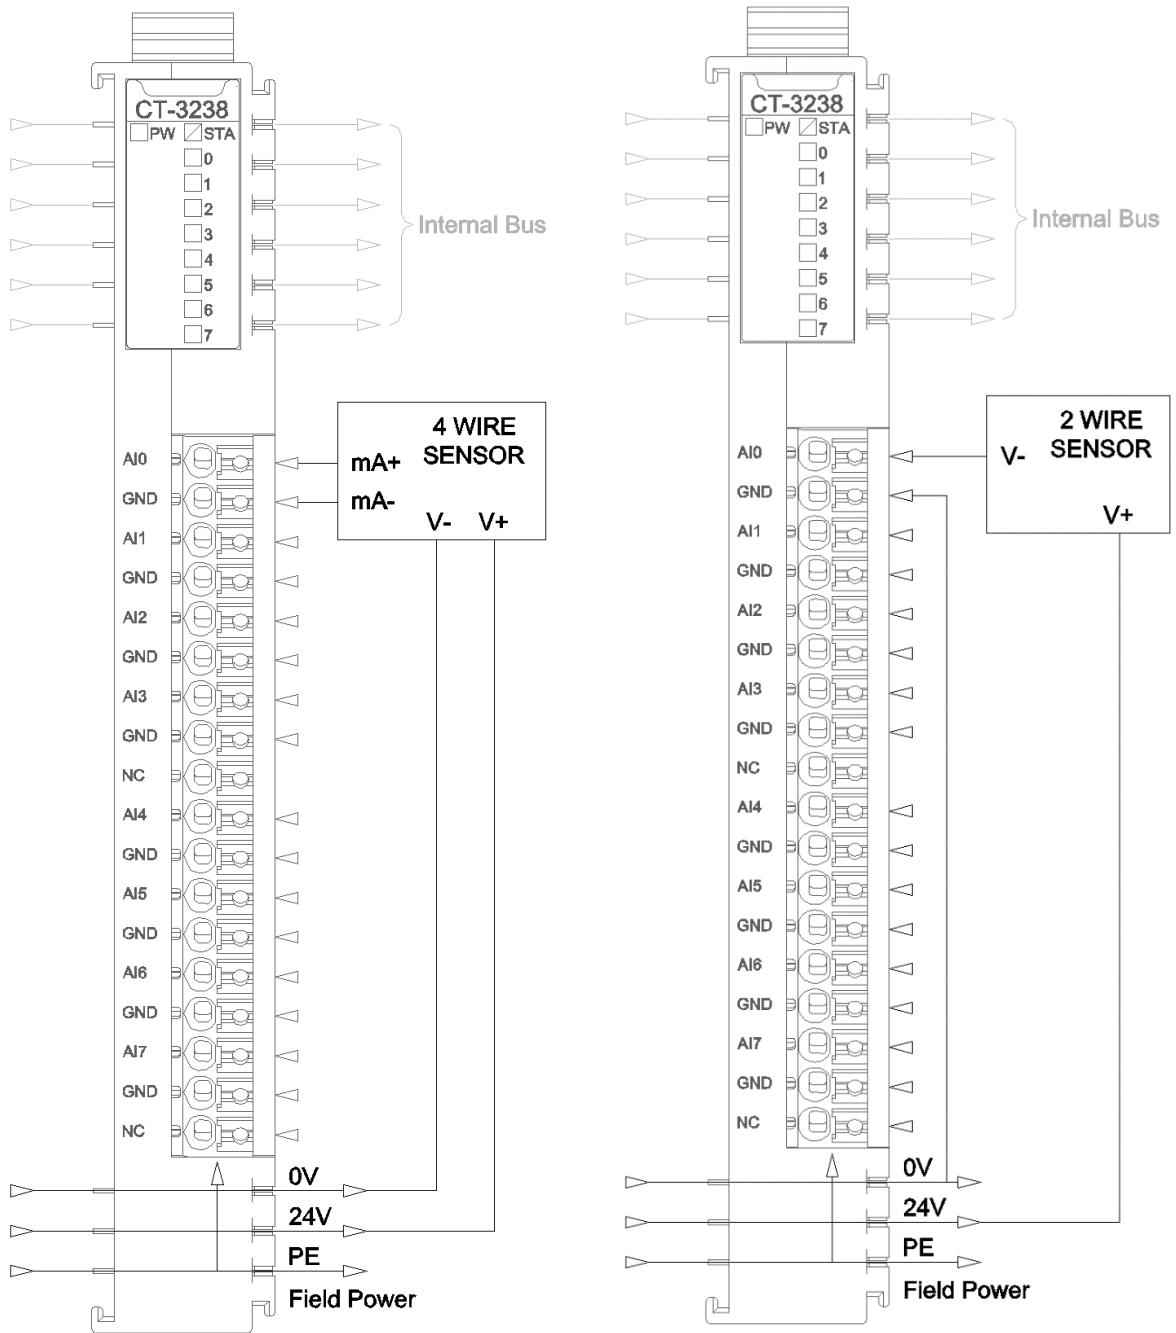 CT-3238
PW STA
0
1
2
3
4
5
6
7
Internal Bus
4 WIRE
SENSOR
mA+
mA-
V- V+
AI0
GND
AI1
GND
AI2
GND
AI3
GND
NC
AI4
GND
AI5
GND
AI6
GND
AI7
GND
NC
0V
24V
PE
Field Power
CT-3238
PW STA
0
1
2
3
4
5
6
7
Internal Bus
2 WIRE
SENSOR
V-
V+
AI0
GND
AI1
GND
AI2
GND
AI3
GND
NC
AI4
GND
AI5
GND
AI6
GND
AI7
GND
NC
0V
24V
PE
Field Power